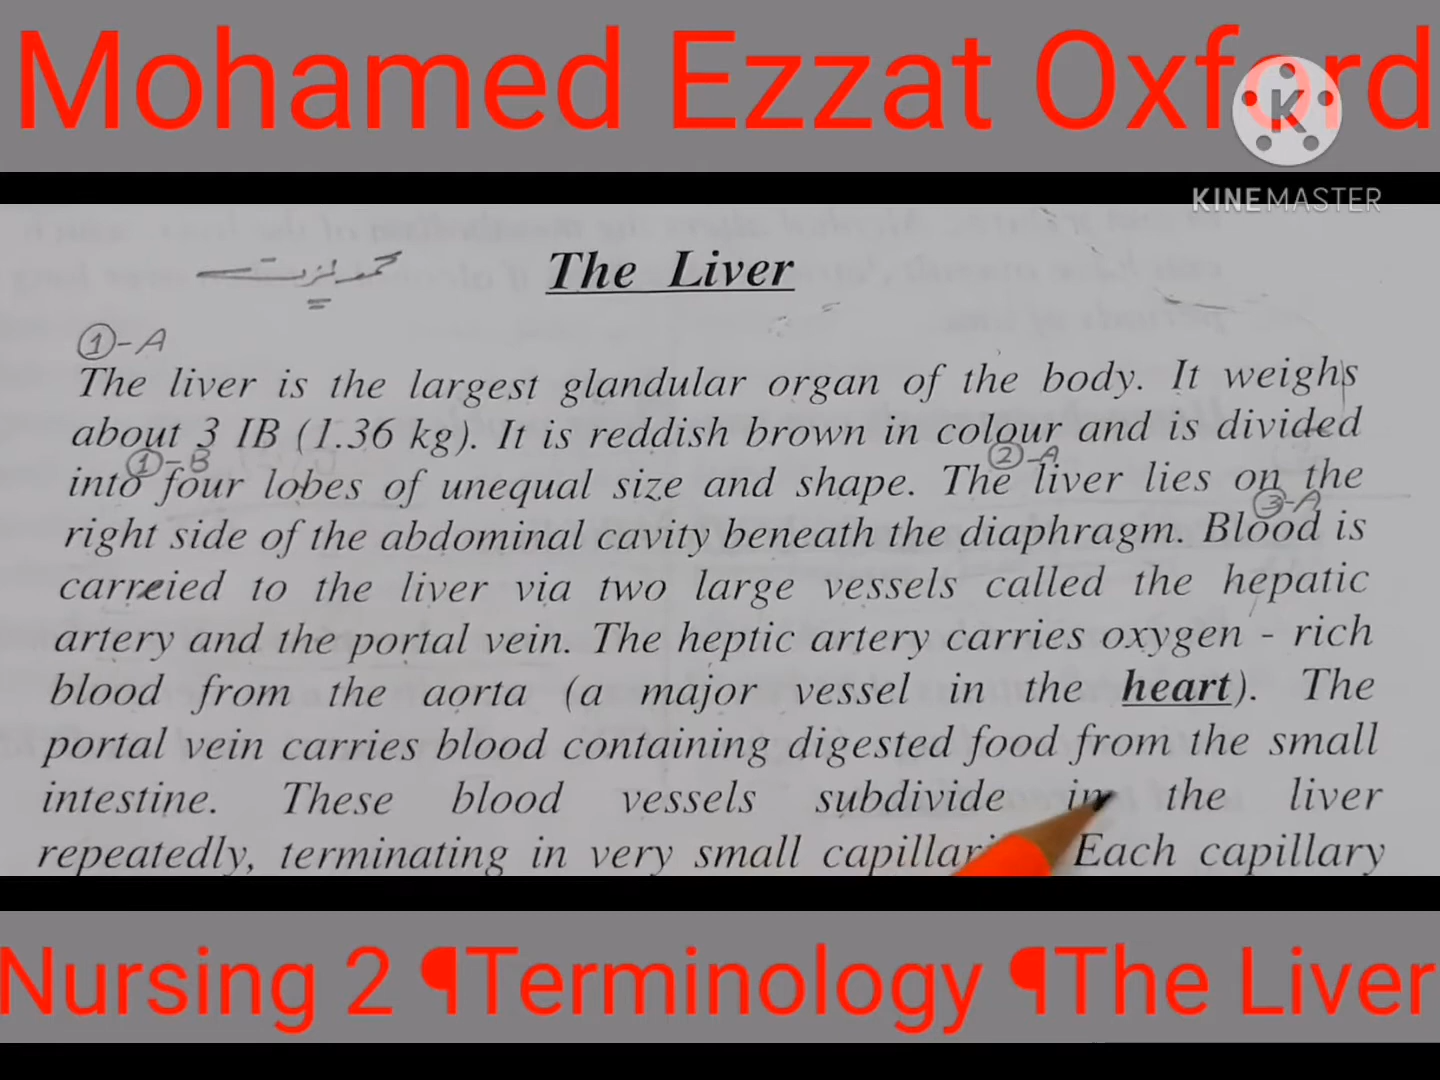 Mohamed Ezzat Oxford
K
KINEMASTER
The Liver
①-A
The liver is the largest glandular organ of the body. It weighs
about 3 IB (1.36 kg). It is reddish brown in colour and is divided
①-B ②-A
into four lobes of unequal size and shape. The liver lies on the
③-A
right side of the abdominal cavity beneath the diaphragm. Blood is
carreied to the liver via two large vessels called the hepatic
artery and the portal vein. The heptic artery carries oxygen - rich
blood from the aorta (a major vessel in the heart). The
portal vein carries blood containing digested food from the small
intestine. These blood vessels subdivide in the liver
repeatedly, terminating in very small Each capillary
Nursing 2 ¶Terminology ¶The Liver